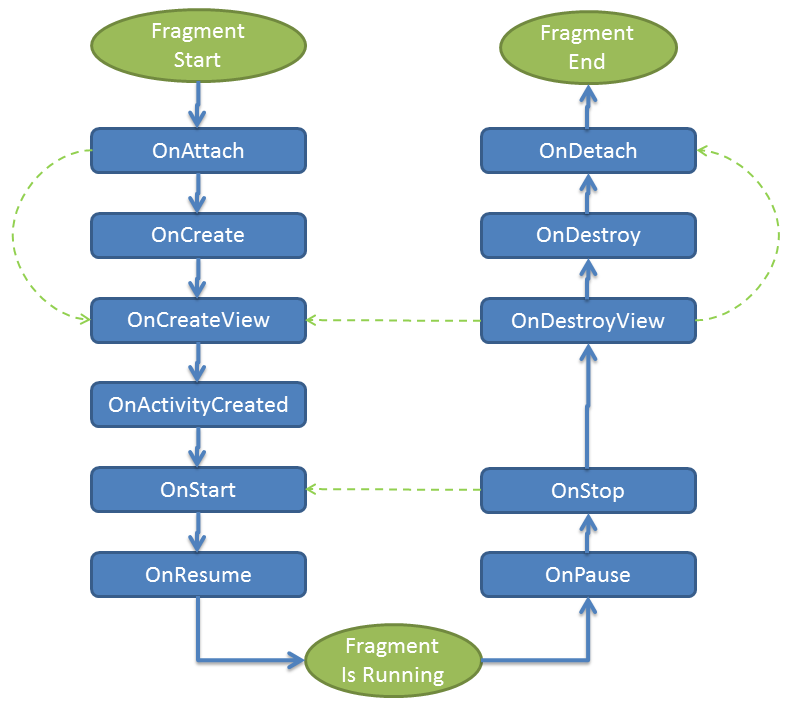 Fragment
Start
OnAttach
OnCreate
OnCreateView
OnActivityCreated
OnStart
OnResume
Fragment
Is Running
Fragment
End
OnDetach
OnDestroy
OnDestroyView
OnStop
OnPause